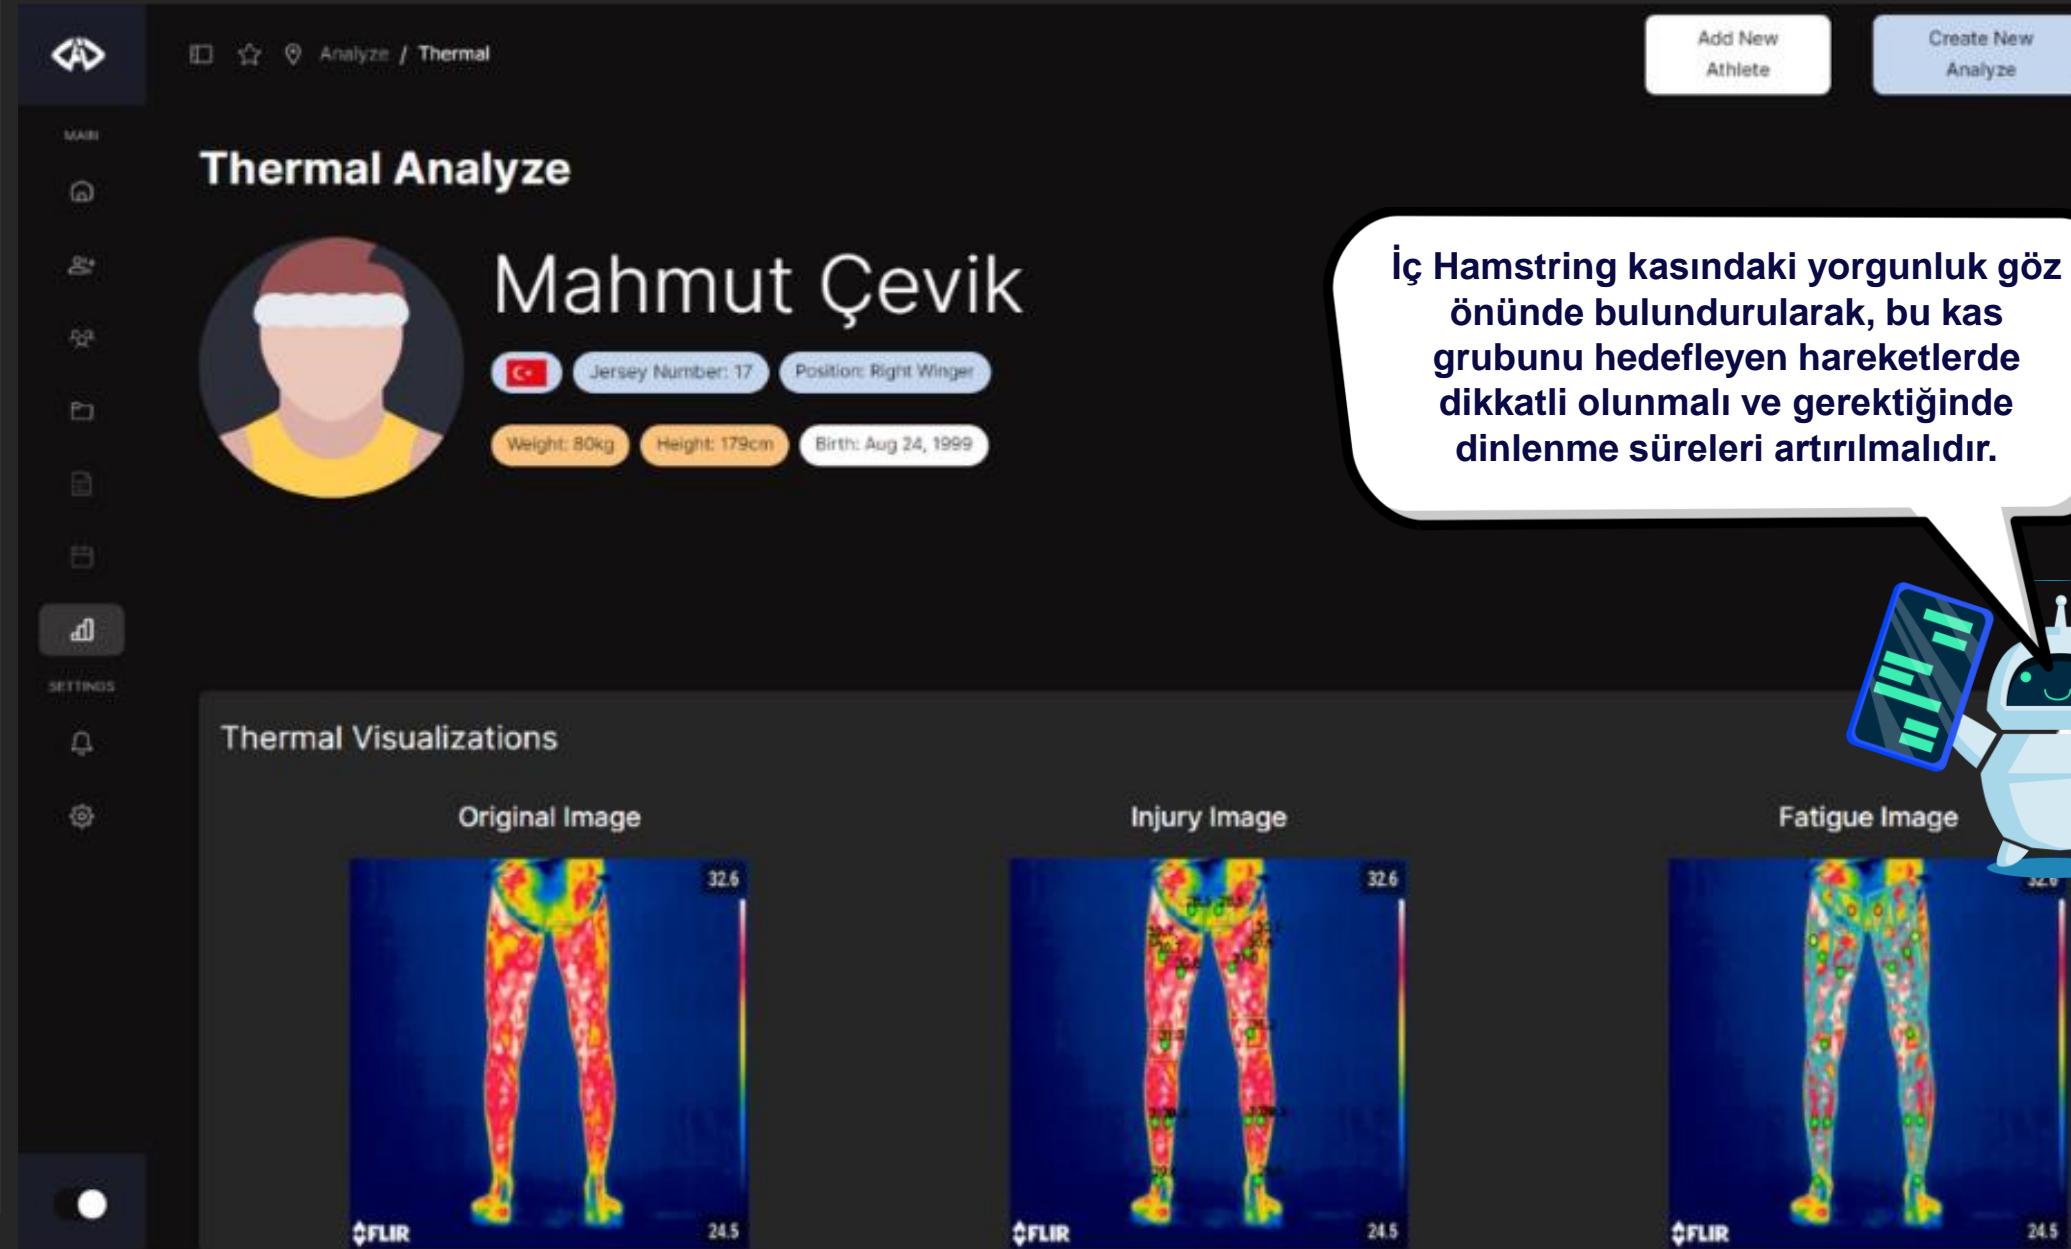 Analyze / Thermal
Add New
Athlete
Create New
Analyze
MAIN
Thermal Analyze
Mahmut Çevik
Jersey Number: 17
Position: Right Winger
Weight: 80kg
Height: 179cm
Birth: Aug 24, 1999
İç Hamstring kasındaki yorgunluk göz
önünde bulundurularak, bu kas
grubunu hedefleyen hareketlerde
dikkatli olunmalı ve gerektiğinde
dinlenme süreleri artırılmalıdır.
SETTINGS
Thermal Visualizations
Original Image
Injury Image
Fatigue Image
32.6
32.6
32.6
FLIR
24.5
FLIR
24.5
FLIR
24.5